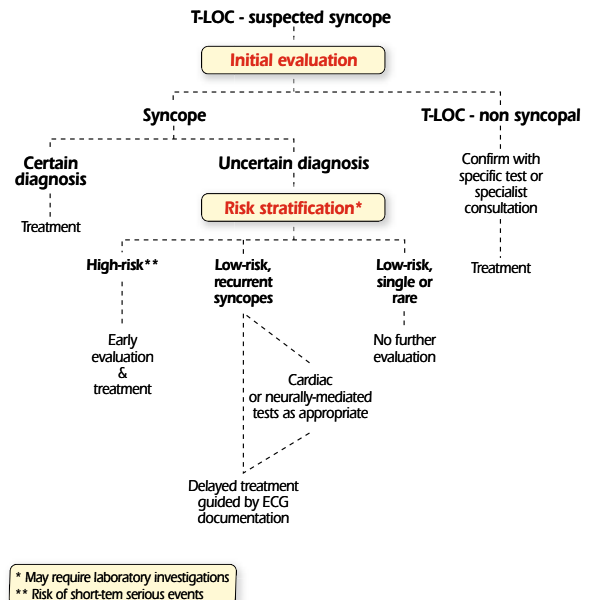 T-LOC - suspected syncope
Initial evaluation
Syncope
T-LOC - non syncopal
Certain
diagnosis
Uncertain diagnosis
Confirm with
specific test or
specialist
consultation
Treatment
Risk stratification*
Treatment
High-risk**
Low-risk,
recurrent
syncopes
Low-risk,
single or
rare
Early
evaluation
&
treatment
No further
evaluation
Cardiac
or neurally-mediated
tests as appropriate
Delayed treatment
guided by ECG
documentation
* May require laboratory investigations
** Risk of short-tem serious events